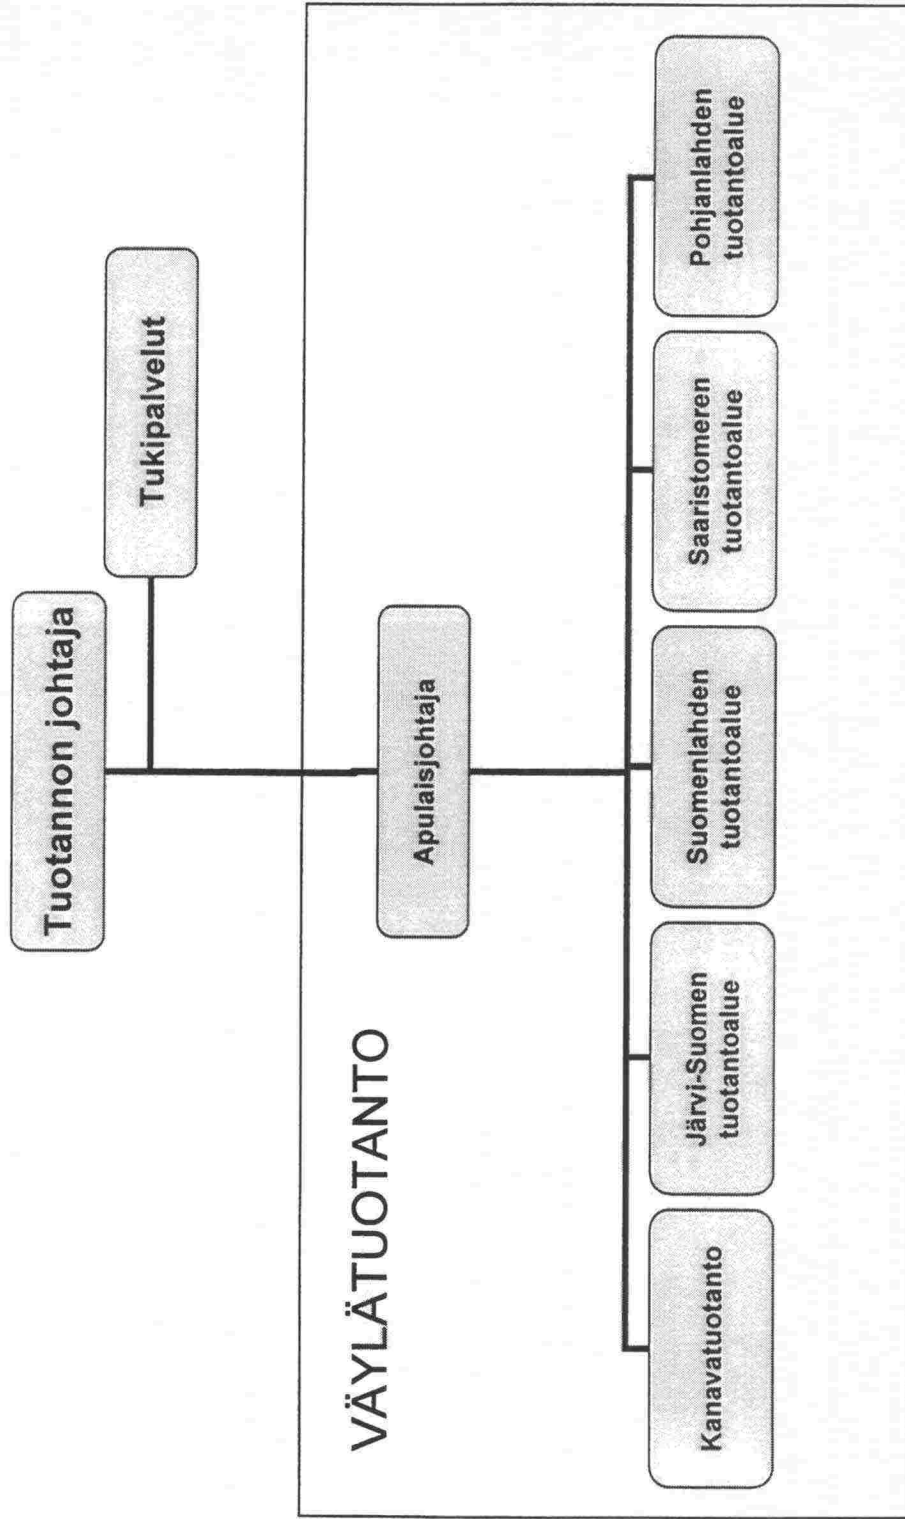 Tuotannon johtaja
Tukipalvelut
VÄYLÄTUOTANTO
Apulaisjohtaja
Kanavatuotanto
Järvi-Suomen
tuotantoalue
Suomenlahden
tuotantoalue
Saaristomeren
tuotantoalue
Pohjanlahden
tuotantoalue